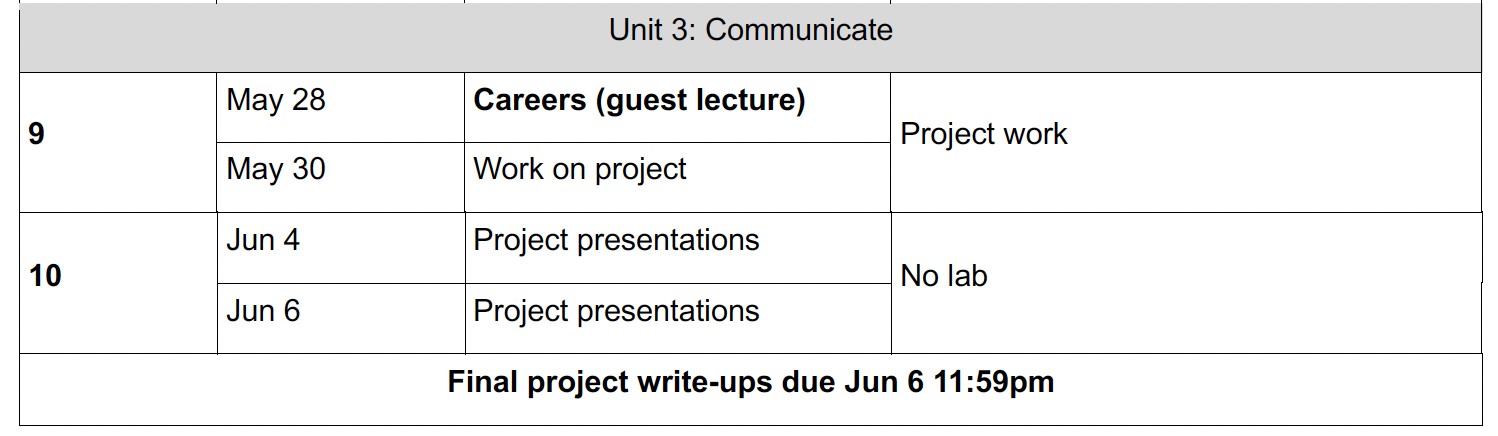 Unit 3: Communicate
9
May 28
Careers (guest lecture)
Project work
May 30
Work on project
10
Jun 4
Project presentations
No lab
Jun 6
Project presentations
Final project write-ups due Jun 6 11:59pm